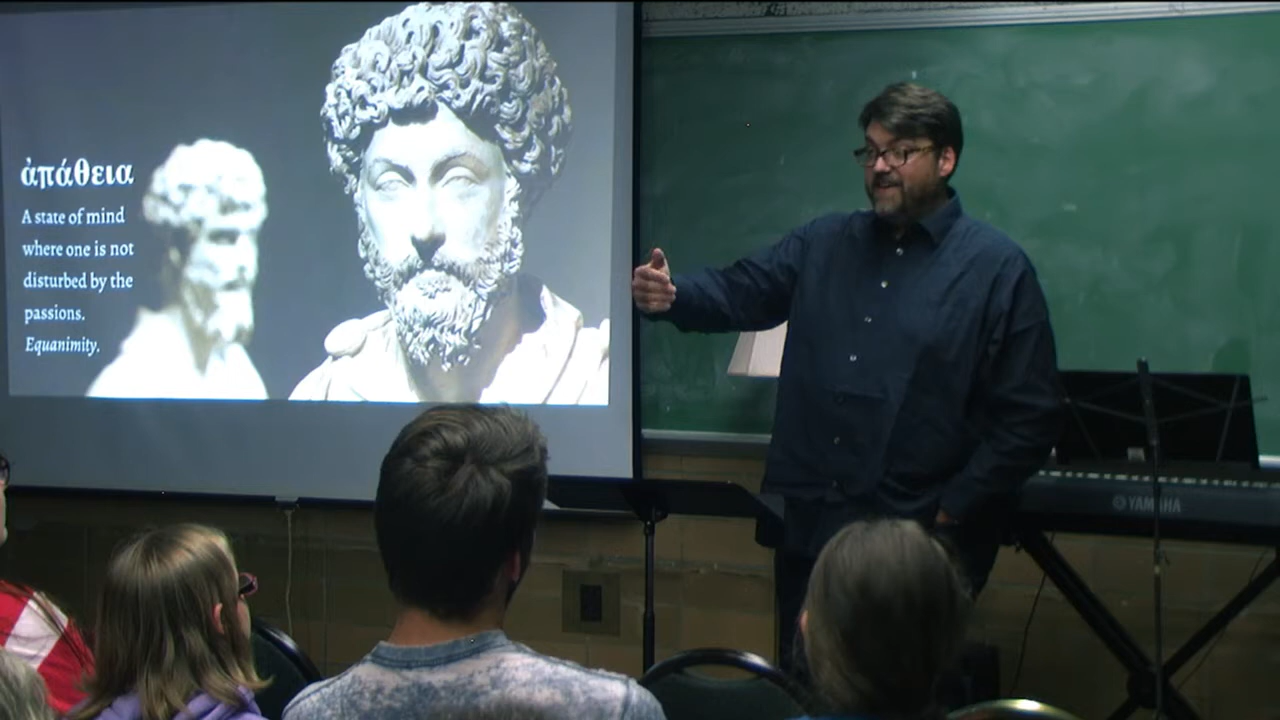 ἀπάθεια
A state of mind
where one is not
disturbed by the
passions.
Equanimity.
YAMAHA